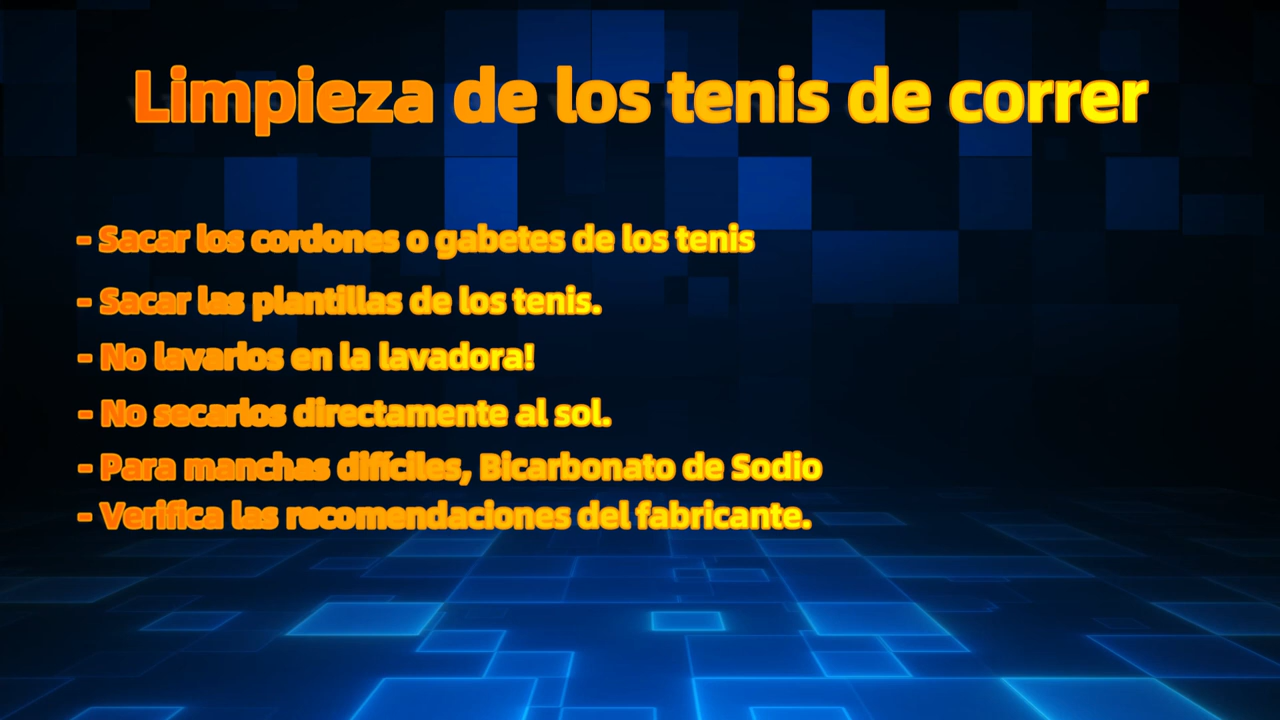 Limpieza de los tenis de correr
- Sacar los cordones o gabetes de los tenis
- Sacar las plantillas de los tenis.
- No lavarlos en la lavadora!
- No secarlos directamente al sol.
- Para manchas difíciles, Bicarbonato de Sodio
- Verifica las recomendaciones del fabricante.